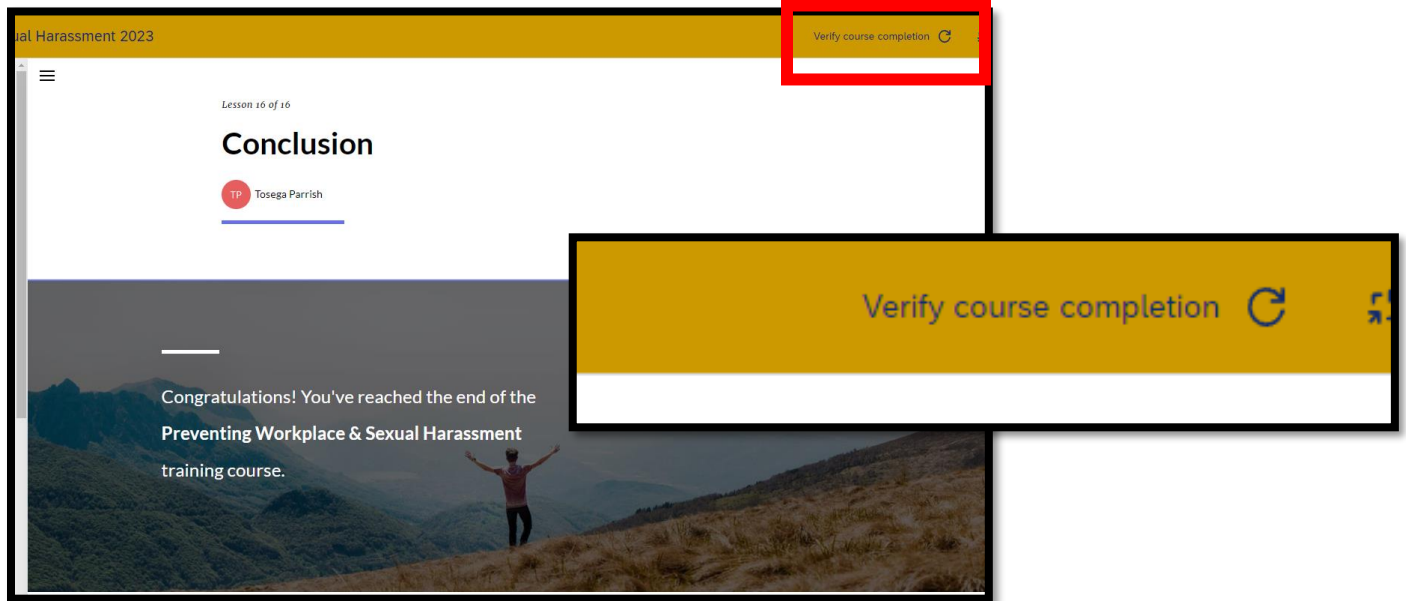 ual Harassment 2023
Verify course completion
Lesson 16 of 16
Conclusion
TP Tosega Parrish
Congratulations! You've reached the end of the
Preventing Workplace & Sexual Harassment
training course.
Verify course completion